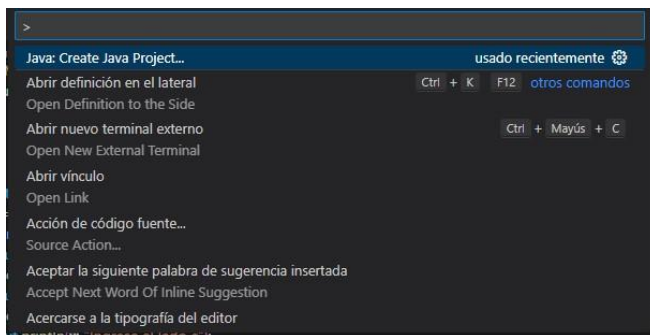 >
Java: Create Java Project... usado recientemente
Abrir definición en el lateral Ctrl + K F12 otros comandos
Open Definition to the Side
Abrir nuevo terminal externo Ctrl + Mayús + C
Open New External Terminal
Abrir vínculo
Open Link
Acción de código fuente...
Source Action...
Aceptar la siguiente palabra de sugerencia insertada
Accept Next Word Of Inline Suggestion
Acercarse a la tipografía del editor